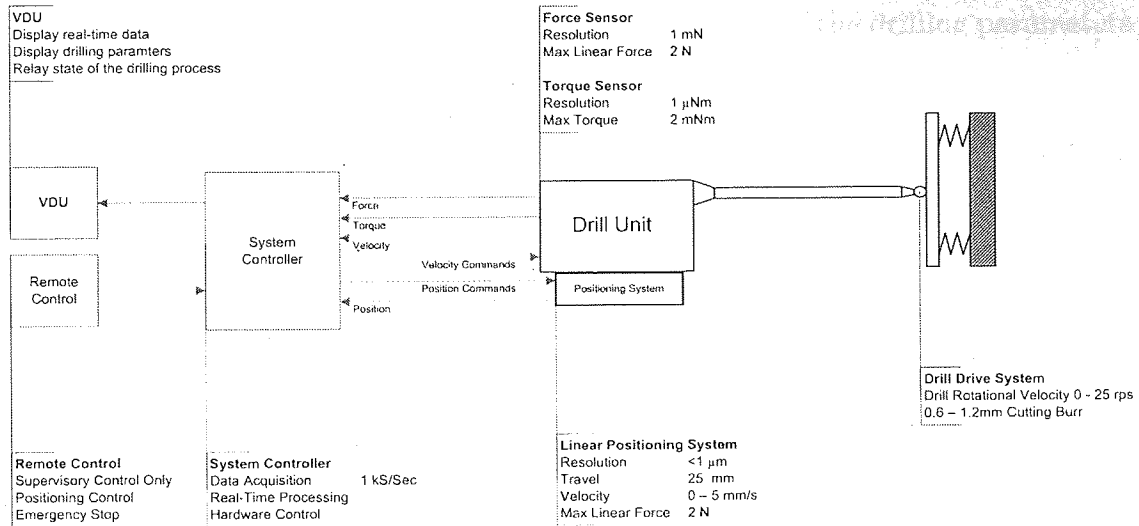 VDU
Display real-time data
Display drilling paramters
Relay state of the drilling process
Force Sensor
Resolution 1 mN
Max Linear Force 2 N
Torque Sensor
Resolution 1 μNm
Max Torque 2 mNm
the drilling
VDU
Remote
Control
System
Controller
Force
Torque
Velocity
Velocity Commands
Position Commands
Position
Drill Unit
Positioning System
Drill Drive System
Drill Rotational Velocity 0 - 25 rps
0.6 – 1.2mm Cutting Burr
Remote Control
Supervisory Control Only
Positioning Control
Emergency Stop
System Controller
Data Acquisition 1 kS/Sec
Real-Time Processing
Hardware Control
Linear Positioning System
Resolution <1 μm
Travel 25 mm
Velocity 0 – 5 mm/s
Max Linear Force 2 N